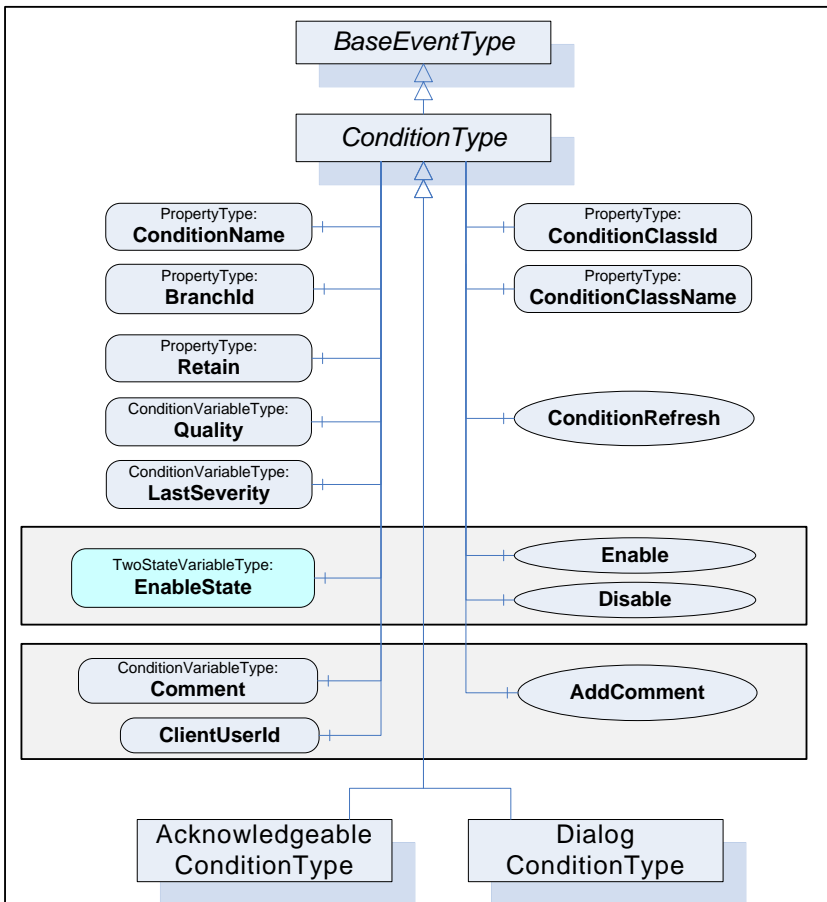 BaseEventType
ConditionType
PropertyType:
ConditionName
PropertyType:
ConditionClassId
PropertyType:
BranchId
PropertyType:
ConditionClassName
PropertyType:
Retain
ConditionVariableType:
Quality
ConditionRefresh
ConditionVariableType:
LastSeverity
TwoStateVariableType:
EnableState
Enable
Disable
ConditionVariableType:
Comment
AddComment
ClientUserId
Acknowledgeable
ConditionType
Dialog
ConditionType